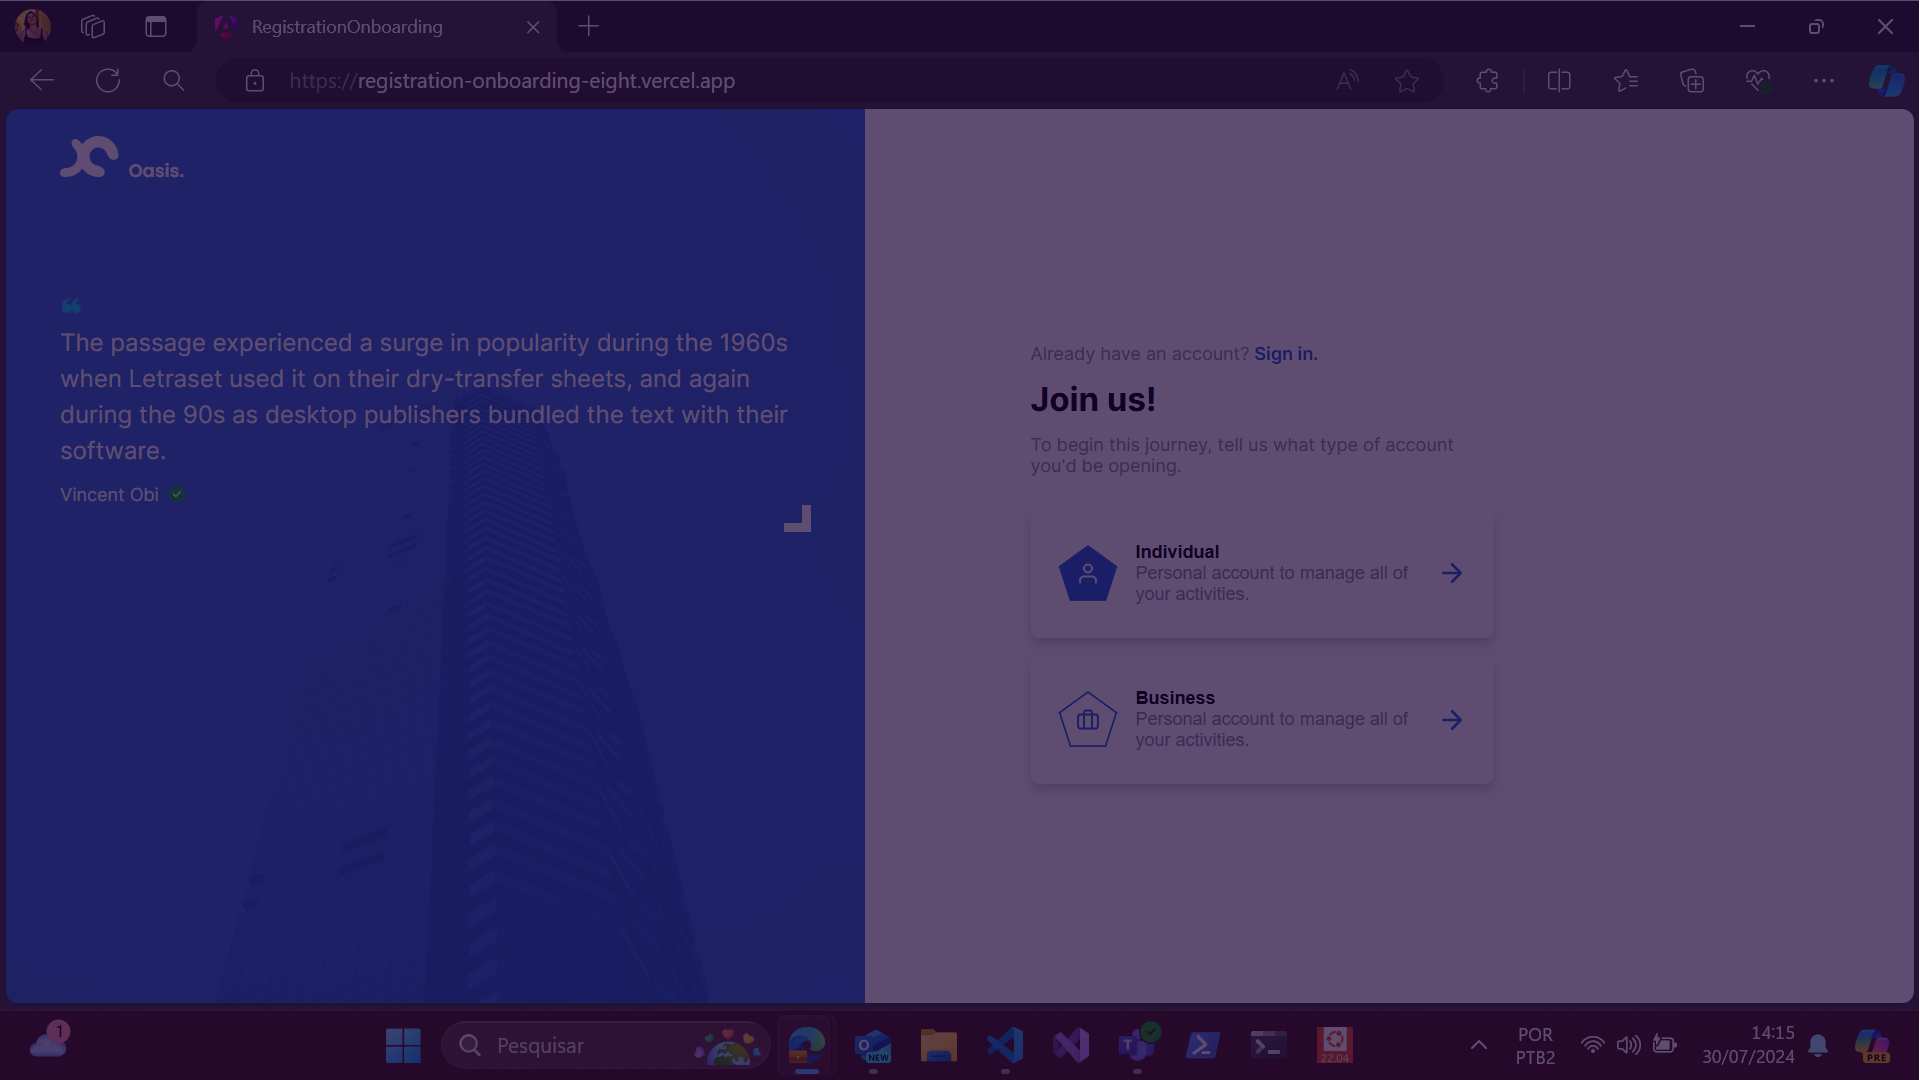 RegistrationOnboarding
https://registration-onboarding-eight.vercel.app
Oasis.
The passage experienced a surge in popularity during the 1960s
when Letraset used it on their dry-transfer sheets, and again
during the 90s as desktop publishers bundled the text with their
software.
Vincent Obi
Already have an account? Sign in.
Join us!
To begin this journey, tell us what type of account
you'd be opening.
Individual
Personal account to manage all of
your activities.
Business
Personal account to manage all of
your activities.
1
Pesquisar
NEW
22.04
POR
PTB2
14:15
30/07/2024
PRE